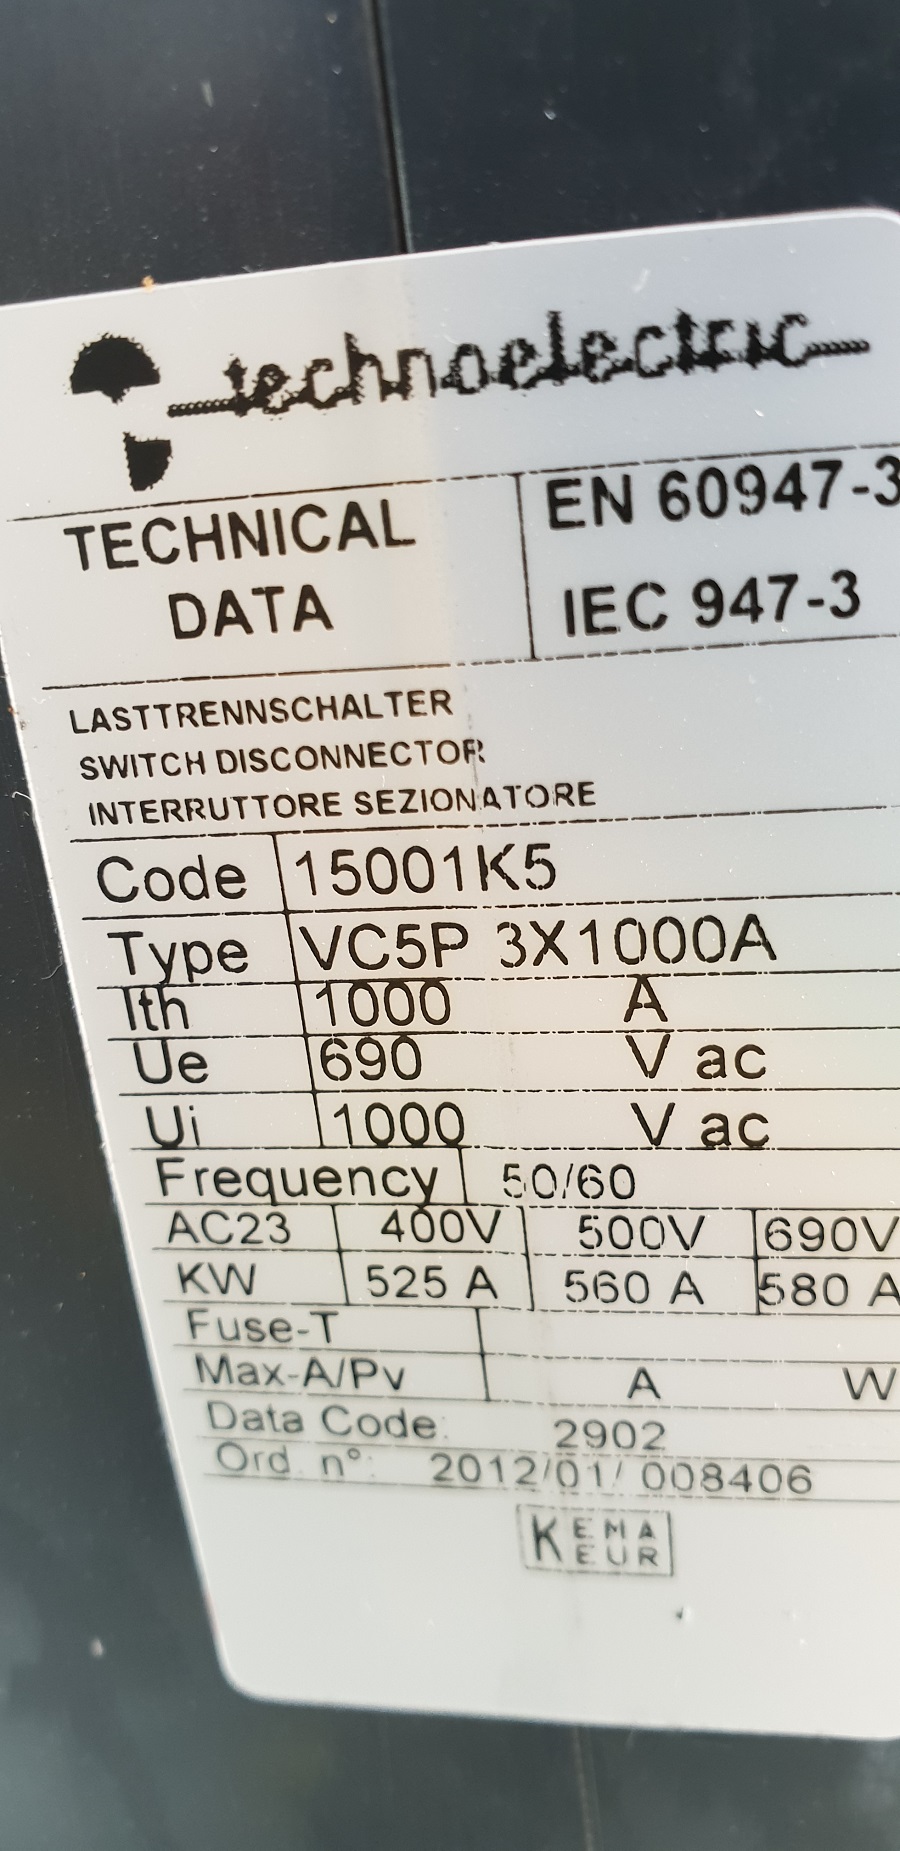 technoelectric
TECHNICAL DATA
EN 60947-3
IEC 947-3
LASTTRENNSCHALTER
SWITCH DISCONNECTOR
INTERRUTTORE SEZIONATORE
Code 15001K5
Type VC5P 3X1000A
Ith 1000 A
Ue 690 V ac
Ui 1000 V ac
Frequency 50/60
AC23 400V 500V 690V
KW 525 A 560 A 580 A
Fuse-T
Max-A/Pv A W
Data Code: 2902
Ord. n°: 2012/01/ 008406
KEMA EUR